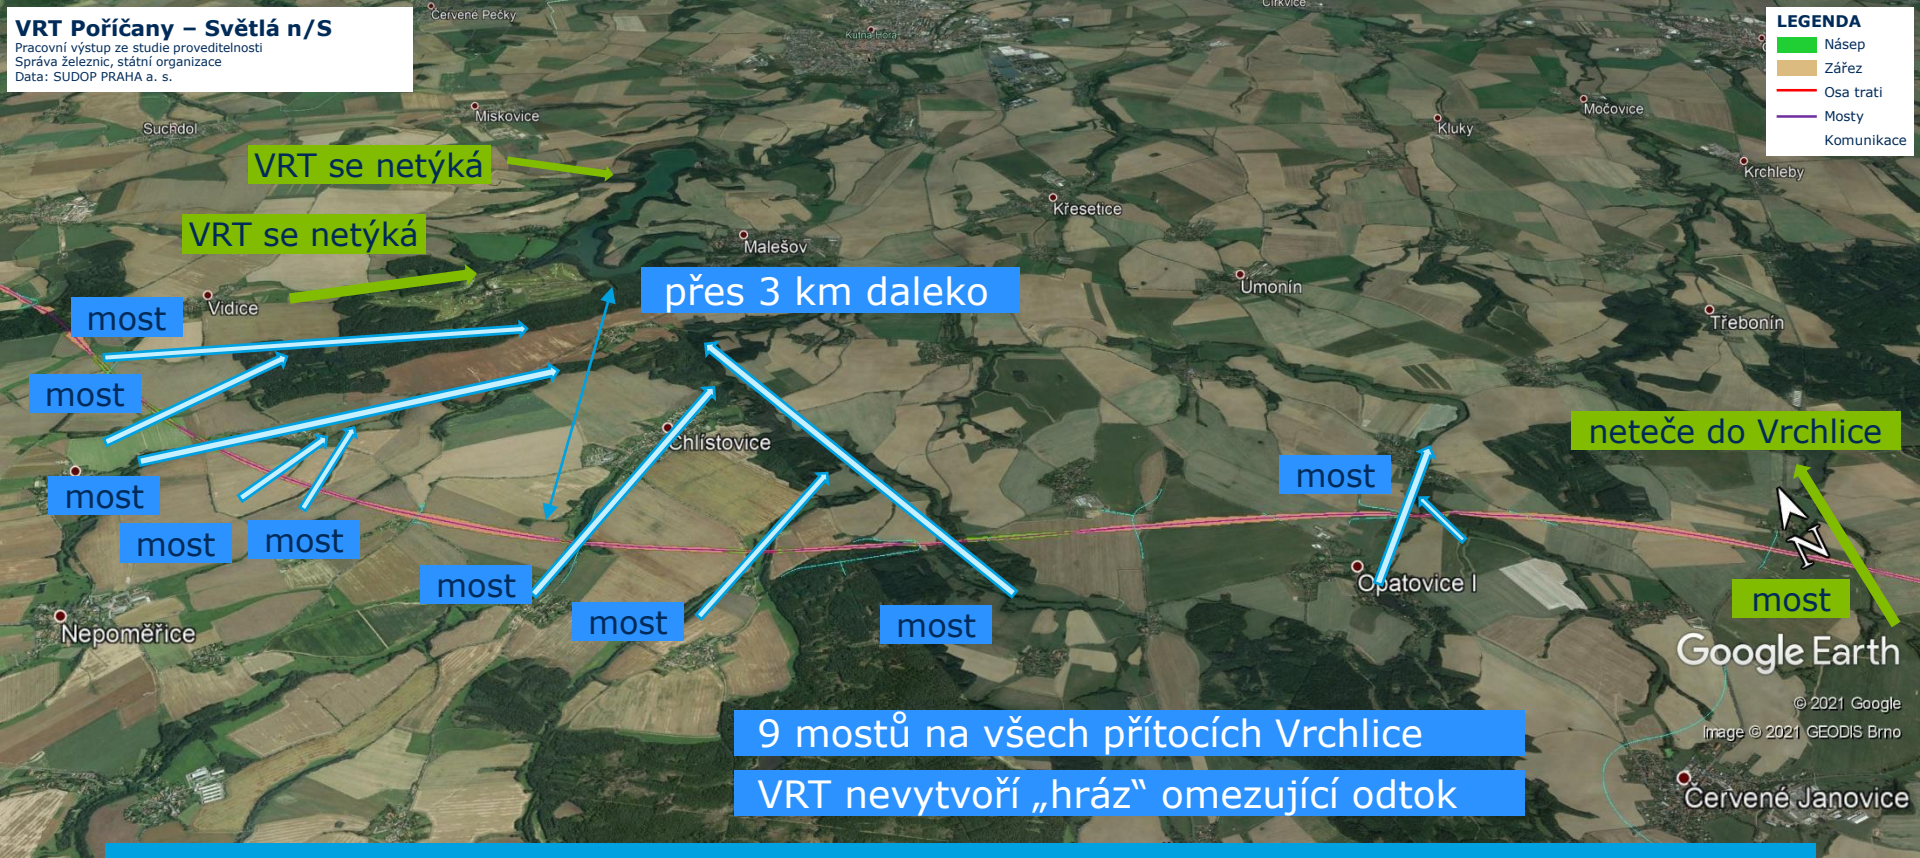 VRT Poříčany – Světlá n/S
Pracovní výstup ze studie proveditelnosti
Správa železnic, státní organizace
Data: SUDOP PRAHA a. s.
LEGENDA
Násep
Zářez
Osa trati
Mosty
Komunikace
Červené Pečky
Církvice
Kutná Hora
Miskovice
Suchdol
Močovice
Kluky
Krchleby
VRT se netýká
Křesetice
VRT se netýká
Malešov
Vidice
přes 3 km daleko
Úmonín
Třebonín
most
most
Chlístovice
neteče do Vrchlice
most
most
most
most
N
most
Opatovice I
most
most
most
Nepoměřice
Google Earth
© 2021 Google
Image © 2021 GEODIS Brno
9 mostů na všech přítocích Vrchlice
VRT nevytvoří „hráz“ omezující odtok
Červené Janovice